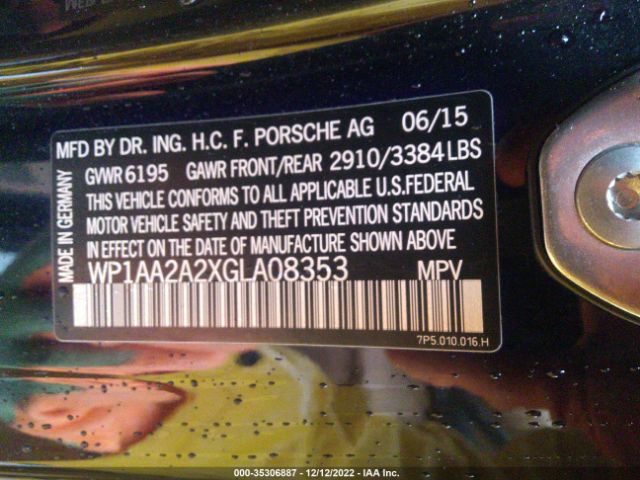 MFD BY DR. ING. H.C. F. PORSCHE AG 06/15
GVWR 6195 GAWR FRONT/REAR 2910/3384 LBS
THIS VEHICLE CONFORMS TO ALL APPLICABLE U.S.FEDERAL
MOTOR VEHICLE SAFETY AND THEFT PREVENTION STANDARDS
IN EFFECT ON THE DATE OF MANUFACTURE SHOWN ABOVE
WP1AA2A2XGLA08353 MPV
MADE IN GERMANY
7P5.010.016.H
000-35306887 - 12/12/2022 - IAA Inc.